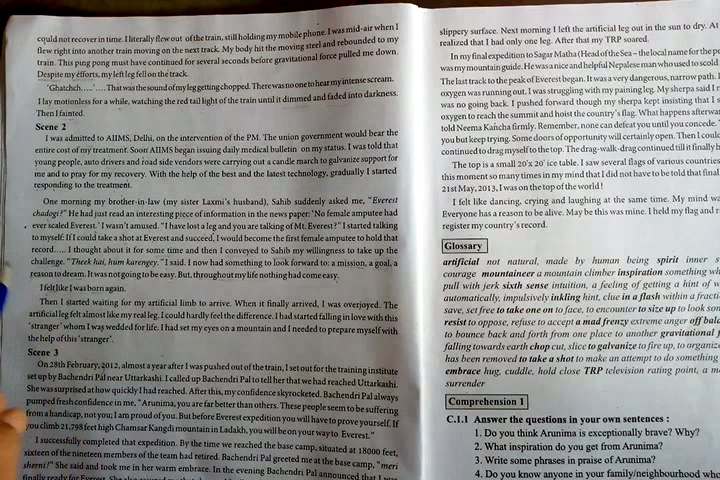 could not recover in time. I literally flew out of the train, still holding my mobile phone. I was mid-air when I
flew right into another train moving on the next track. My body hit the moving steel and rebounded to my
train. This ping pong must have continued for several seconds before gravitational force pulled me down.
Despite my efforts, my left leg fell on the track.
'Ghatchh.....'.....That was the sound of my leg getting chopped. There was no one to hear my intense scream.
I lay motionless for a while, watching the red tail light of the train until it dimmed and faded into darkness.
Then I fainted.
Scene 2
I was admitted to AIIMS, Delhi, on the intervention of the PM. The union government would bear the
entire cost of my treatment. Soon AIIMS began issuing daily medical bulletin on my status. I was told that
young people, auto drivers and road side vendors were carrying out a candle march to galvanize support for
me and to pray for my recovery. With the help of the best and the latest technology, gradually I started
responding to the treatment.
One morning my brother-in-law (my sister Laxmi's husband), Sahib suddenly asked me, "Everest
chadogi?" He had just read an interesting piece of information in the news paper: "No female amputee had
ever scaled Everest.' I wasn't amused. "I have lost a leg and you are talking of Mt. Everest?" I started talking
to myself: If I could take a shot at Everest and succeed, I would become the first female amputee to hold that
record..... I thought about it for some time and then I conveyed to Sahib my willingness to take up the
challenge. "Theek hai, hum karengey." I said. I now had something to look forward to: a mission, a goal, a
reason to dream. It was not going to be easy. But, throughout my life nothing had come easy.
I felt like I was born again.
Then I started waiting for my artificial limb to arrive. When it finally arrived, I was overjoyed. The
artificial leg felt almost like my real leg. I could hardly feel the difference. I had started falling in love with this
'stranger' whom I was wedded for life. I had set my eyes on a mountain and I needed to prepare myself with
the help of this 'stranger'.
Scene 3
On 28th February, 2012, almost a year after I was pushed out of the train, I set out for the training institute
set up by Bachendri Pal near Uttarkashi. I called up Bachendri Pal to tell her that we had reached Uttarkashi.
She was surprised at how quickly I had reached. After this, my confidence skyrocketed. Bachendri Pal always
pumped fresh confidence in me, "Arunima, you are far better than others. These people seem to be suffering
from a handicap, not you; I am proud of you. But before Everest expedition you will have to prove yourself. If
you climb 21,798 feet high Chamsar Kangdi mountain in Ladakh, you will be on your way to Everest."
I successfully completed that expedition. By the time we reached the base camp, situated at 18000 feet,
sixteen of the nineteen members of the team had retired. Bachendri Pal greeted me at the base camp, "meri
sherni!" She said and took me in her warm embrace. In the evening Bachendri Pal announced that I was
finally ready for Everest. She also
slippery surface. Next morning I left the artificial leg out in the sun to dry. At
realized that I had only one leg. After that my TRP soared.
In my final expedition to Sagar Matha (Head of the Sea – the local name for the
was my mountain guide. He was a nice and helpful Nepalese man who used to scold
The last track to the peak of Everest began. It was a very dangerous, narrow path.
oxygen was running out. I was struggling with my paining leg. My sherpa said I
was no going back. I pushed forward though my sherpa kept insisting that I
oxygen to reach the summit and hoist the country's flag. What happens
told Neema Kancha firmly. Remember, none can defeat you until you concede.
you but keep trying. Some doors of opportunity will certainly open. Then I
continued to drag myself to the top. The drag-walk-drag continued till it finally
The top is a small 20'x 20' ice table. I saw several flags of various countries
this moment so many times in my mind that I did not have to be told that
21st May, 2013, I was on the top of the world!
I felt like dancing, crying and laughing at the same time. My mind
Everyone has a reason to be alive. May be this was mine. I held my flag and
register my country's record.
Glossary
artificial not natural, made by human being spirit inner
courage mountaineer a mountain climber inspiration something
pull with jerk sixth sense intuition, a feeling of getting a hint of
automatically, impulsively inkling hint, clue in a flash within a
save, set free to take one on to face, to encounter to size up to look
resist to oppose, refuse to accept a mad frenzy extreme anger off
to bounce back and forth from one place to another gravitational
falling towards earth chop cut, slice to galvanize to fire up, to
has been removed to take a shot to make an attempt to do something
embrace hug, cuddle, hold close TRP television rating point, a
surrender
Comprehension 1
C.1.1 Answer the questions in your own sentences :
1. Do you think Arunima is exceptionally brave? Why?
2. What inspiration do you get from Arunima?
3. Write some phrases in praise of Arunima?
4. Do you know anyone in your family/neighbourhood